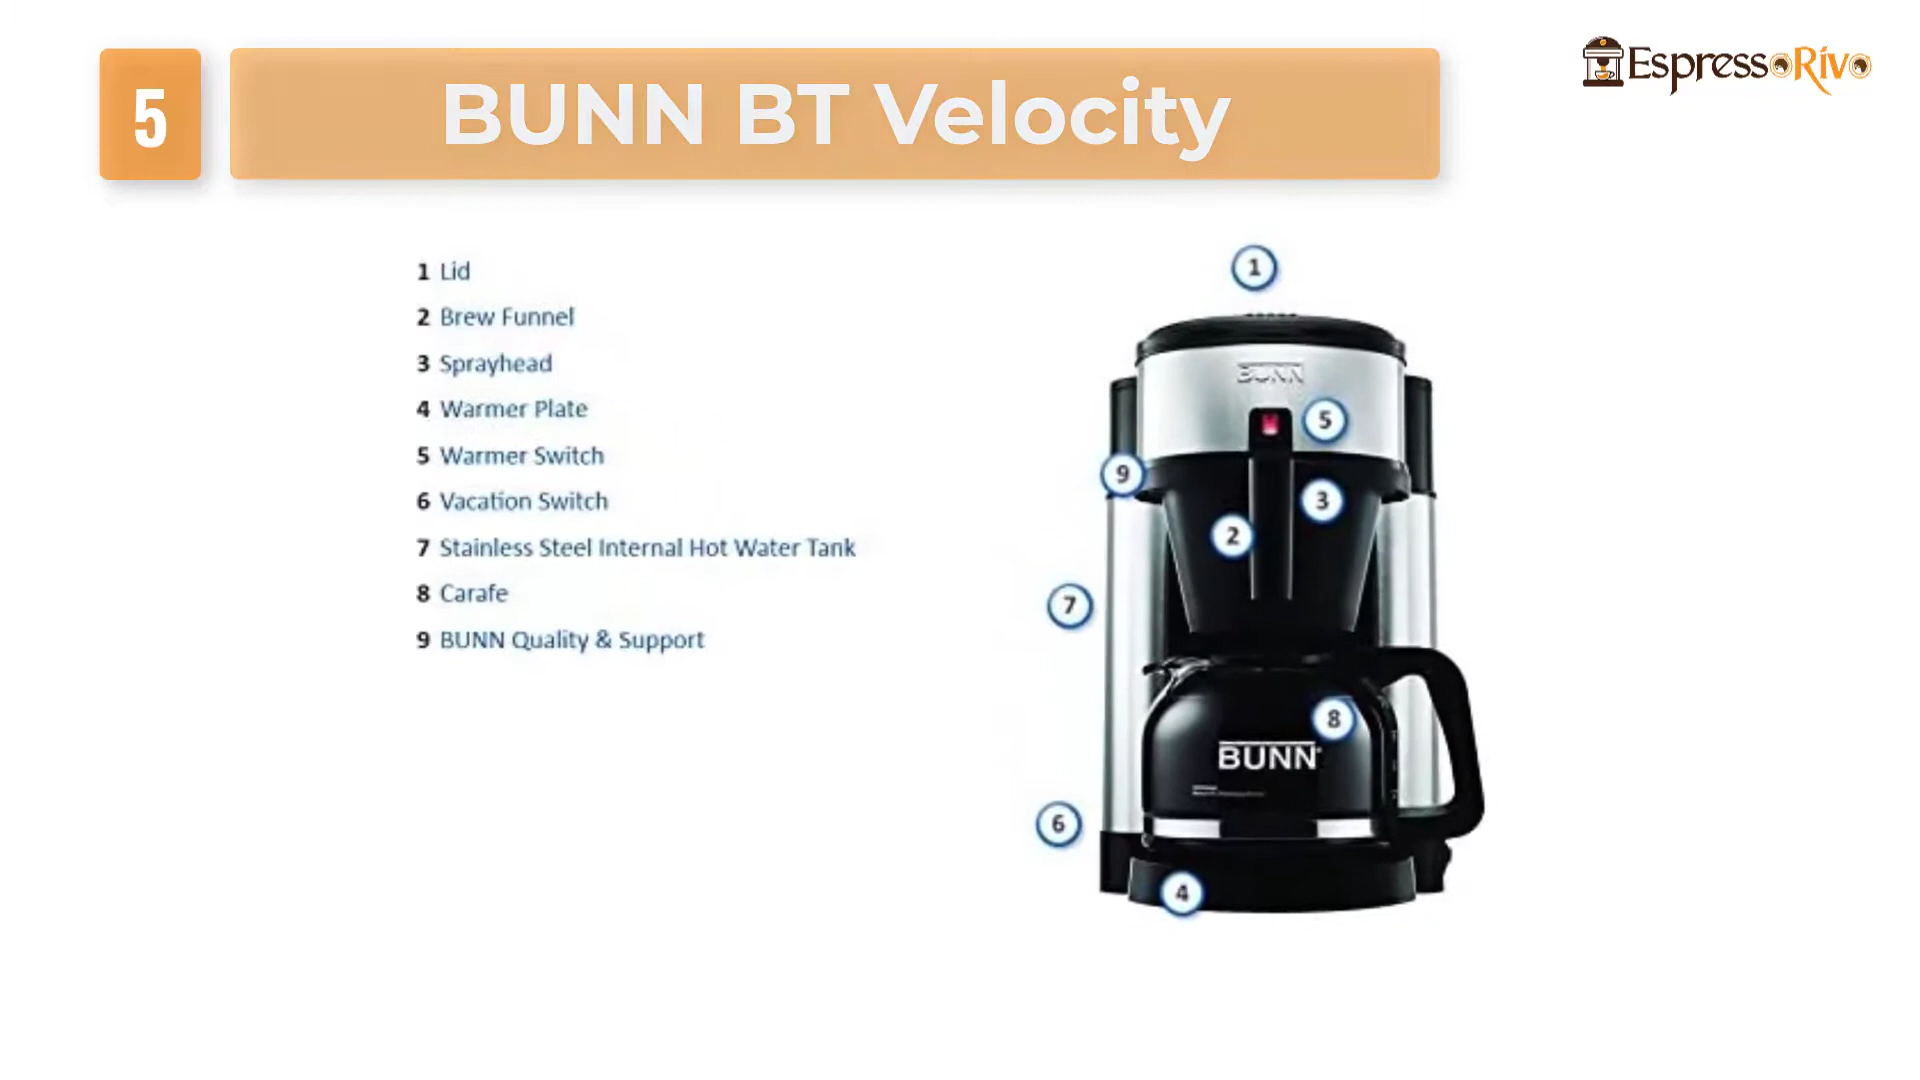 5
BUNN BT Velocity
EspressoRivo
1 Lid
2 Brew Funnel
3 Sprayhead
4 Warmer Plate
5 Warmer Switch
6 Vacation Switch
7 Stainless Steel Internal Hot Water Tank
8 Carafe
9 BUNN Quality & Support
1
BUNN
5
9
3
2
7
8
BUNN
6
4